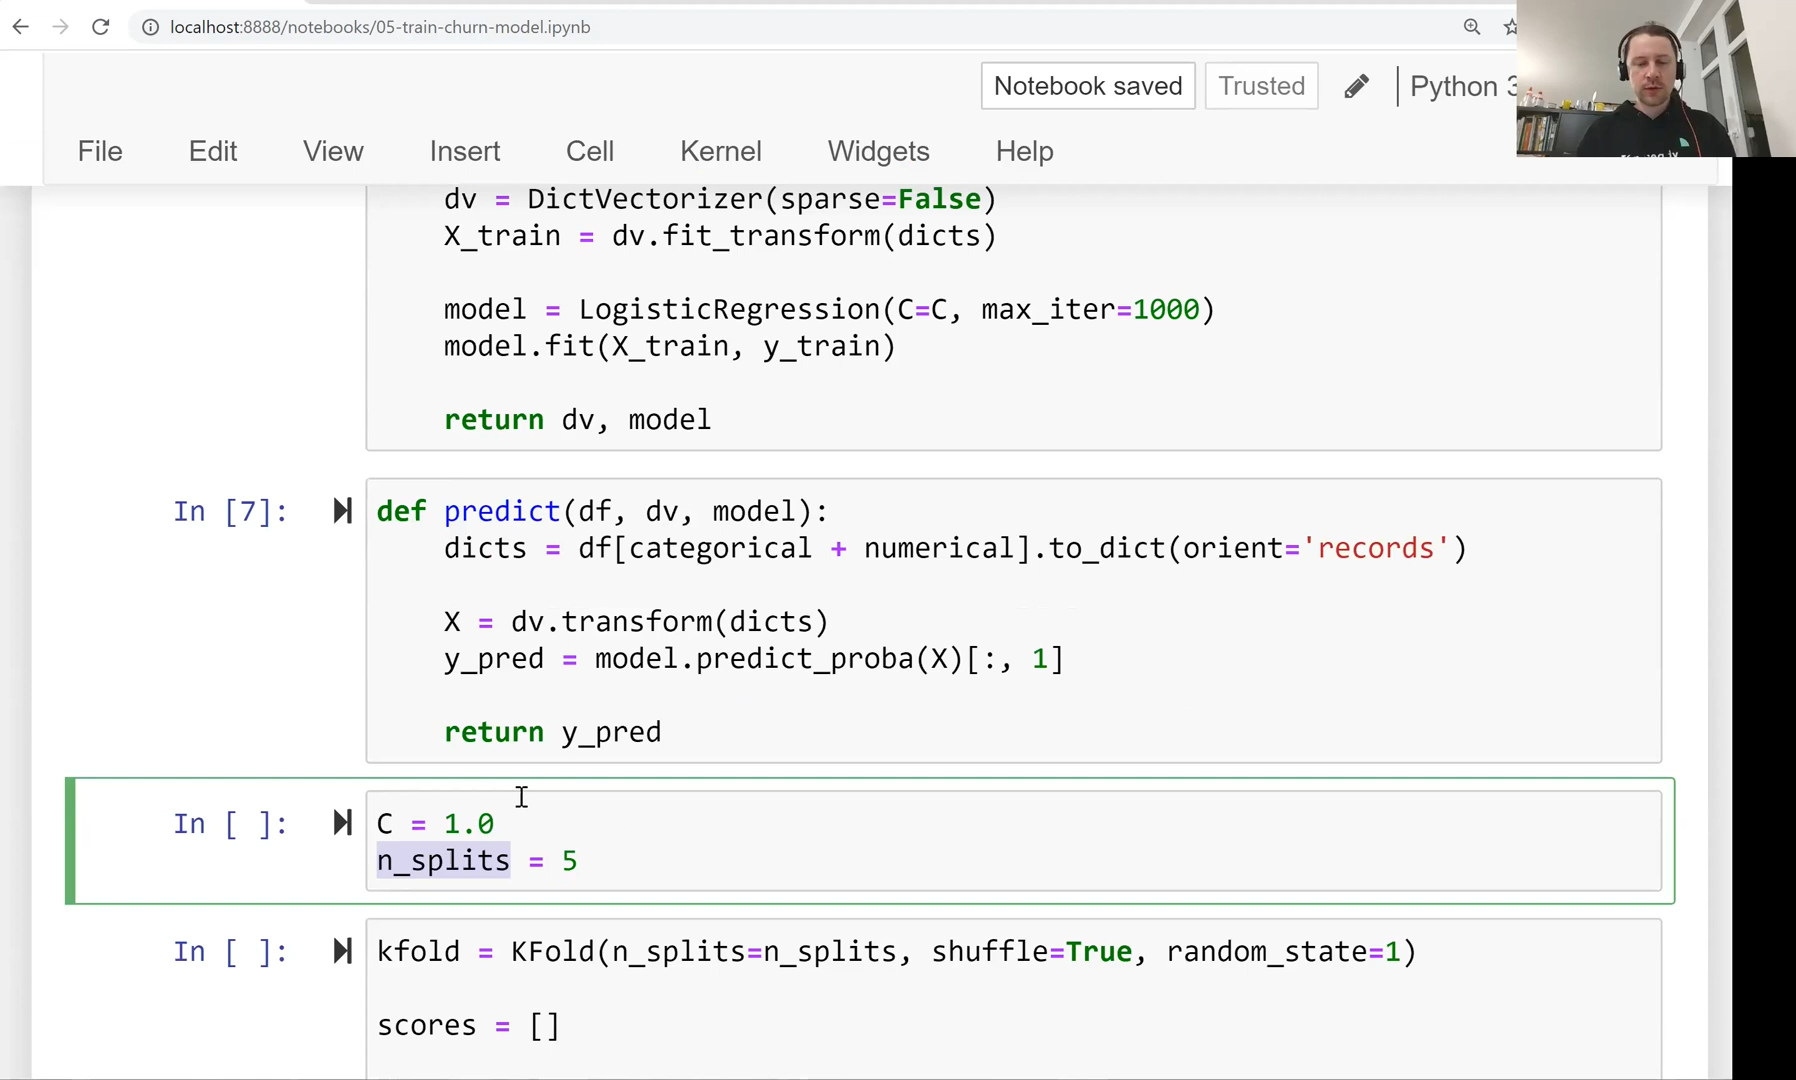 localhost:8888/notebooks/05-train-churn-model.ipynb
Notebook saved
Trusted
Python 3
File Edit View Insert Cell Kernel Widgets Help
dv = DictVectorizer(sparse=False)
X_train = dv.fit_transform(dicts)
model = LogisticRegression(C=C, max_iter=1000)
model.fit(X_train, y_train)
return dv, model
In [7]:
def predict(df, dv, model):
dicts = df[categorical + numerical].to_dict(orient='records')
X = dv.transform(dicts)
y_pred = model.predict_proba(X)[:, 1]
return y_pred
In [ ]:
C = 1.0
n_splits = 5
In [ ]:
kfold = KFold(n_splits=n_splits, shuffle=True, random_state=1)
scores = []